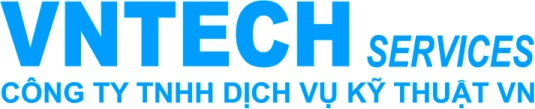 VNTECH SERVICES
CÔNG TY TNHH DỊCH VỤ KỸ THUẬT VN